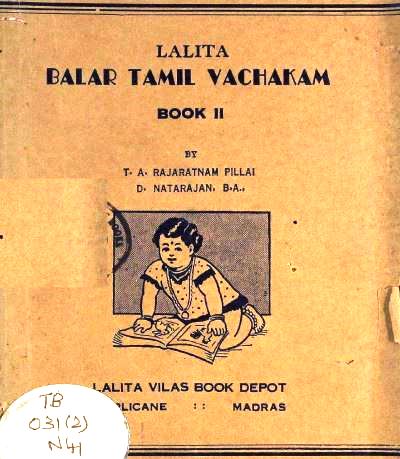 LALITA
BALAR TAMIL VACHAKAM
BOOK II
BY
T. A. RAJARATNAM PILLAI
D. NATARAJAN, B.A.,
LALITA VILAS BOOK DEPOT
PLICANE :: MADRAS
TB
031(2)
N41